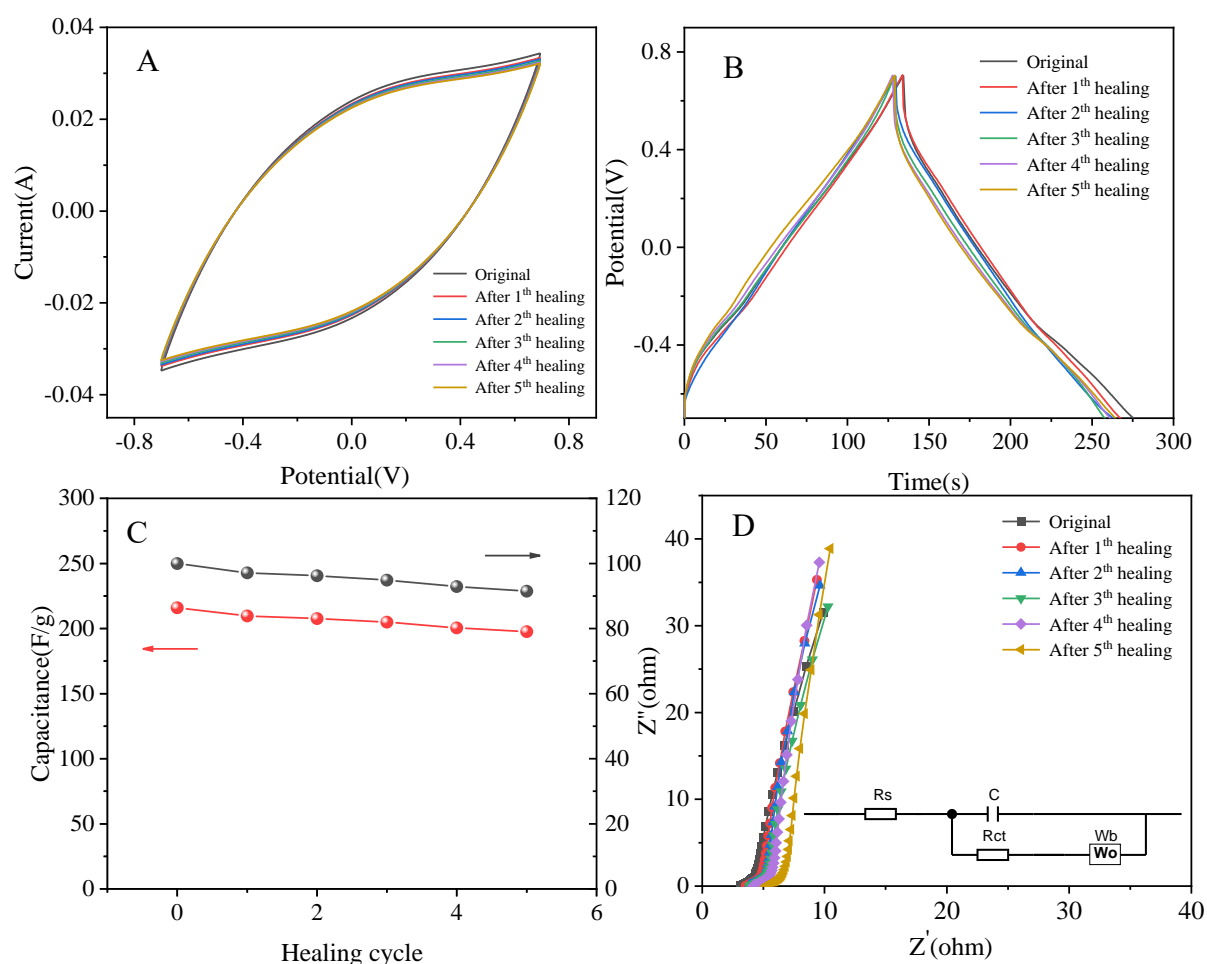 A
Current(A)
0.04
0.02
0.00
-0.02
-0.04
Original
After 1th healing
After 2th healing
After 3th healing
After 4th healing
After 5th healing
-0.8 -0.4 0.0 0.4 0.8
Potential(V)
B
Potential(V)
0.8
0.4
0.0
-0.4
Original
After 1th healing
After 2th healing
After 3th healing
After 4th healing
After 5th healing
0 50 100 150 200 250 300
Time(s)
C
Capacitance(F/g)
300
250
200
150
100
50
0
120
100
80
60
40
20
0
0 2 4 6
Healing cycle
D
Z''(ohm)
40
30
20
10
0
Original
After 1th healing
After 2th healing
After 3th healing
After 4th healing
After 5th healing
Rs C
Rct Wb
Wo
0 10 20 30 40
Z'(ohm)